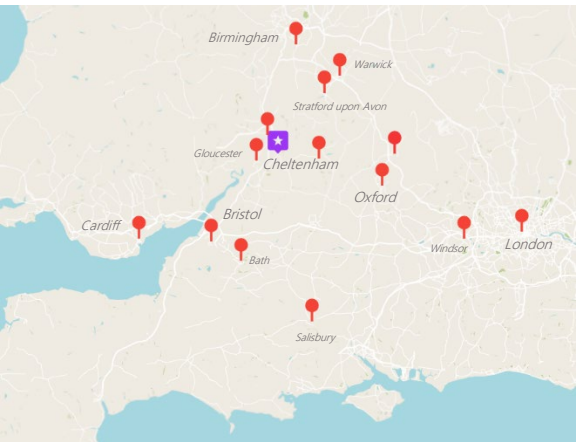 Birmingham
Warwick
Stratford upon Avon
Gloucester
Cheltenham
Oxford
Bristol
Cardiff
Windsor
London
Bath
Salisbury